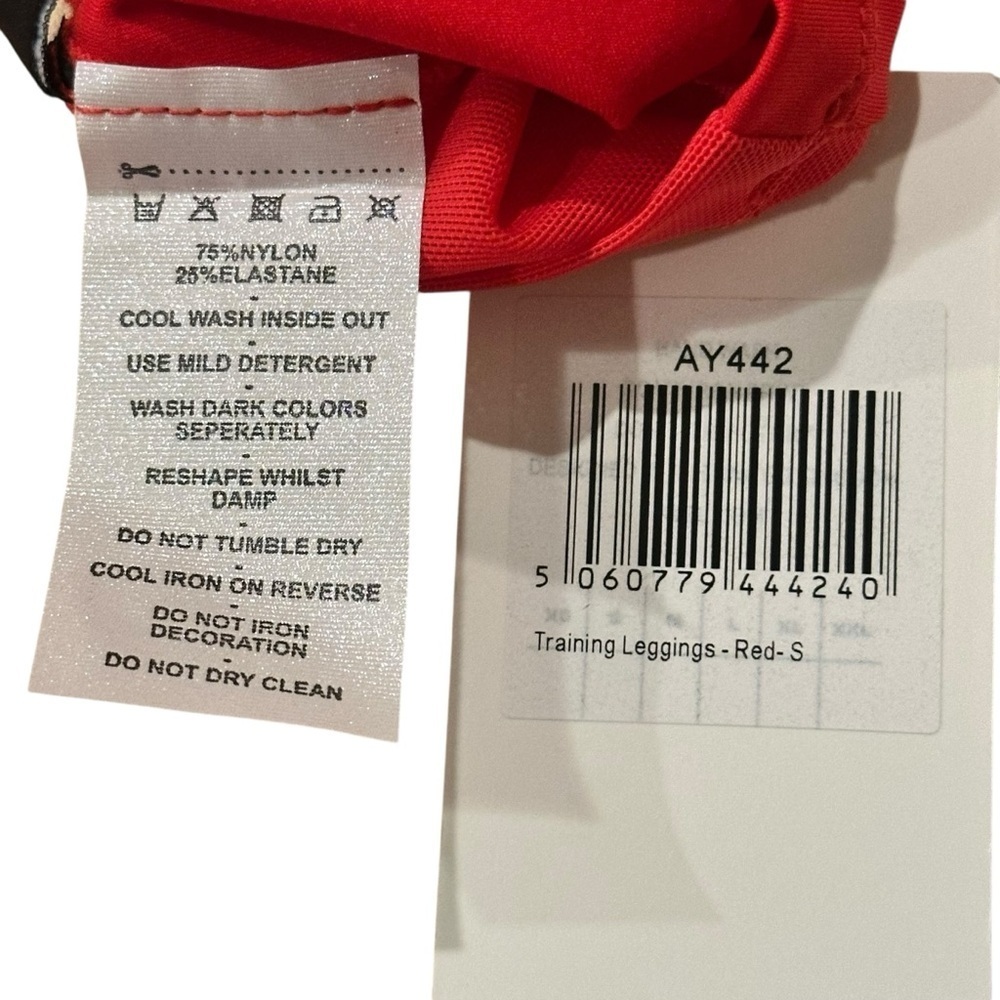 75%NYLON
25%ELASTANE
-
COOL WASH INSIDE OUT
-
USE MILD DETERGENT
-
WASH DARK COLORS
SEPERATELY
-
RESHAPE WHILST
DAMP
-
DO NOT TUMBLE DRY
-
COOL IRON ON REVERSE
-
DO NOT IRON
DECORATION
-
DO NOT DRY CLEAN
AY442
5 060779 444240
Training Leggings - Red- S